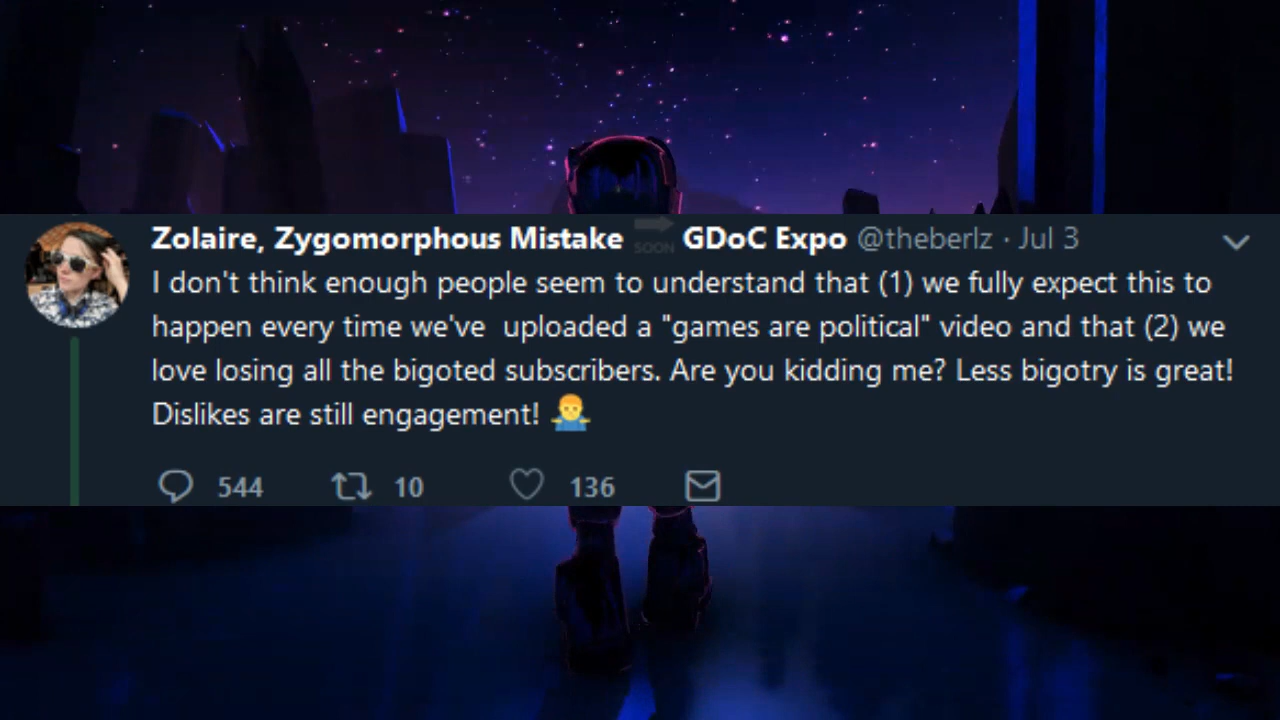 Zolaire, Zygomorphous Mistake SOON GDoC Expo @theberlz · Jul 3
I don't think enough people seem to understand that (1) we fully expect this to
happen every time we've  uploaded a "games are political" video and that (2) we
love losing all the bigoted subscribers. Are you kidding me? Less bigotry is great!
Dislikes are still engagement! 🤷‍♂️
544 10 136